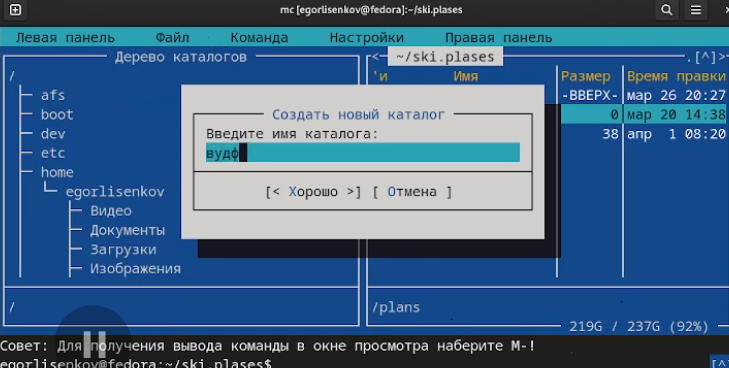 mc [egorlisenkov@fedora]:~/ski.plases
Левая панель Файл Команда Настройки Правая панель
Дерево каталогов
<— ~/ski.plases .[^]>
/
'и Имя Размер Время правки
afs
-ВВЕРХ- мар 26 20:27
boot
0 мар 20 14:38
dev
38 апр 1 08:20
etc
home
egorlisenkov
Видео
Документы
Загрузки
Изображения
Создать новый каталог
Введите имя каталога:
вудф
[< Хорошо >] [ Отмена ]
/
/plans
219G / 237G (92%)
Совет: Для получения вывода команды в окне просмотра наберите M-!
egorlisenkov@fedora:~/ski.plases$
[^]